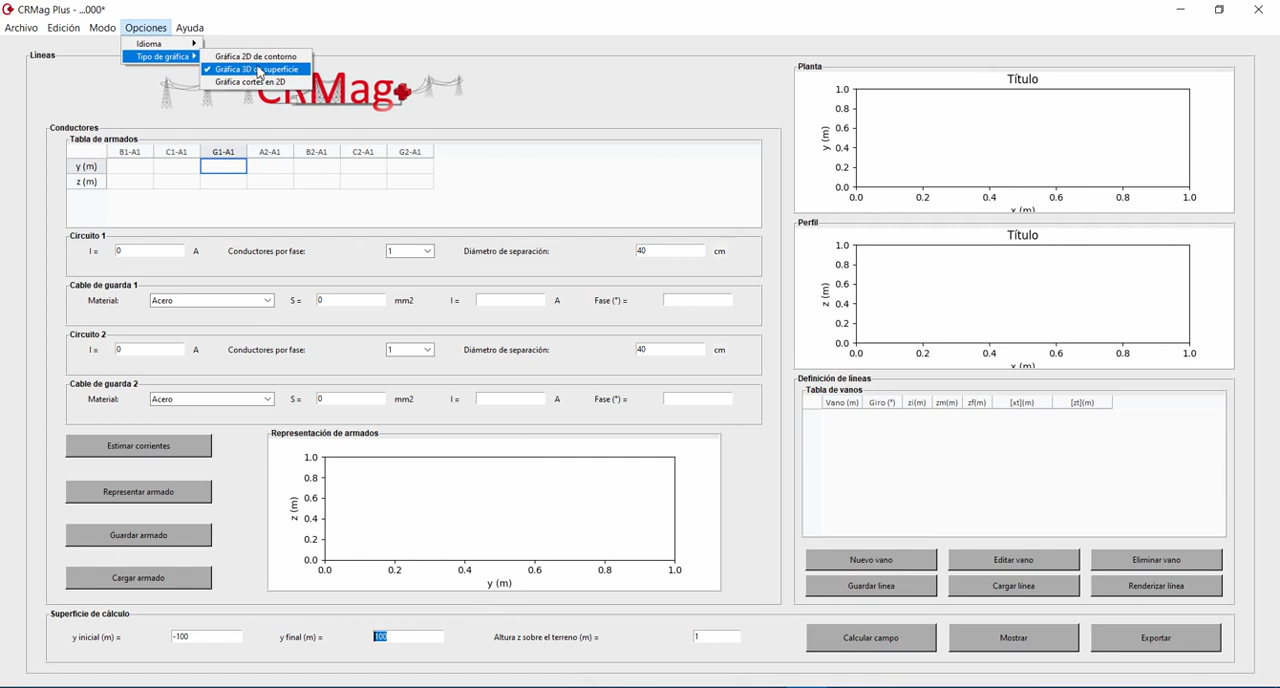 CRMag Plus - ...000*
Archivo Edición Modo Opciones Ayuda
Idioma
Tipo de gráfica
Gráfica 2D de contorno
Gráfica 3D de superficie
Gráfica cortes en 2D
Líneas
CRMag
Conductores
Tabla de armados
B1-A1 C1-A1 G1-A1 A2-A1 B2-A1 C2-A1 G2-A1
y (m)
z (m)
Circuito 1
I = 0 A Conductores por fase: 1 Diámetro de separación: 40 cm
Cable de guarda 1
Material: Acero S = 0 mm2 I = A Fase (°) =
Circuito 2
I = 0 A Conductores por fase: 1 Diámetro de separación: 40 cm
Cable de guarda 2
Material: Acero S = 0 mm2 I = A Fase (°) =
Estimar corrientes
Representar armado
Guardar armado
Cargar armado
Representación de armados
1.0
0.8
0.6
0.4
0.2
0.0
z (m)
0.0 0.2 0.4 0.6 0.8 1.0
y (m)
Planta
Título
1.0
0.8
0.6
0.4
0.2
0.0
y (m)
0.0 0.2 0.4 0.6 0.8 1.0
x (m)
Perfil
Título
1.0
0.8
0.6
0.4
0.2
0.0
z (m)
0.0 0.2 0.4 0.6 0.8 1.0
x (m)
Definición de líneas
Tabla de vanos
Vano (m) Giro (°) zi(m) zm(m) zf(m) [xt](m) [zt](m)
Nuevo vano Editar vano Eliminar vano
Guardar línea Cargar línea Renderizar línea
Superficie de cálculo
y inicial (m) = -100 y final (m) = 100 Altura z sobre el terreno (m) = 1
Calcular campo Mostrar Exportar